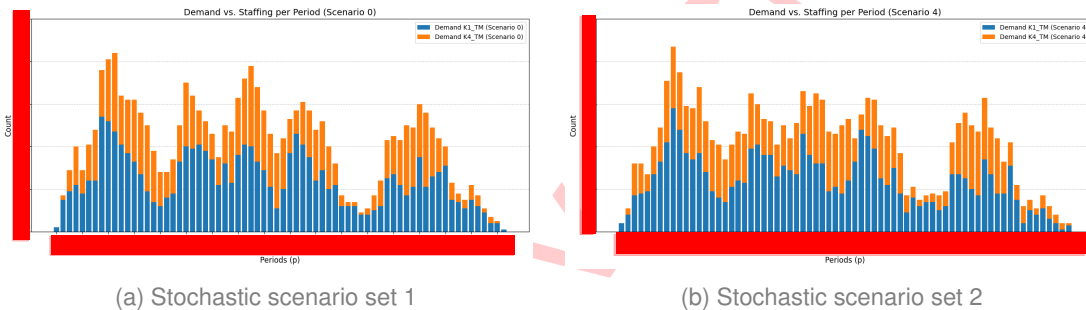 Demand vs. Staffing per Period (Scenario 0)
Demand K1_TM (Scenario 0)
Demand K4_TM (Scenario 0)
Count
Periods (p)
(a) Stochastic scenario set 1
Demand vs. Staffing per Period (Scenario 4)
Demand K1_TM (Scenario 4
Demand K4_TM (Scenario 4
Count
Periods (p)
(b) Stochastic scenario set 2